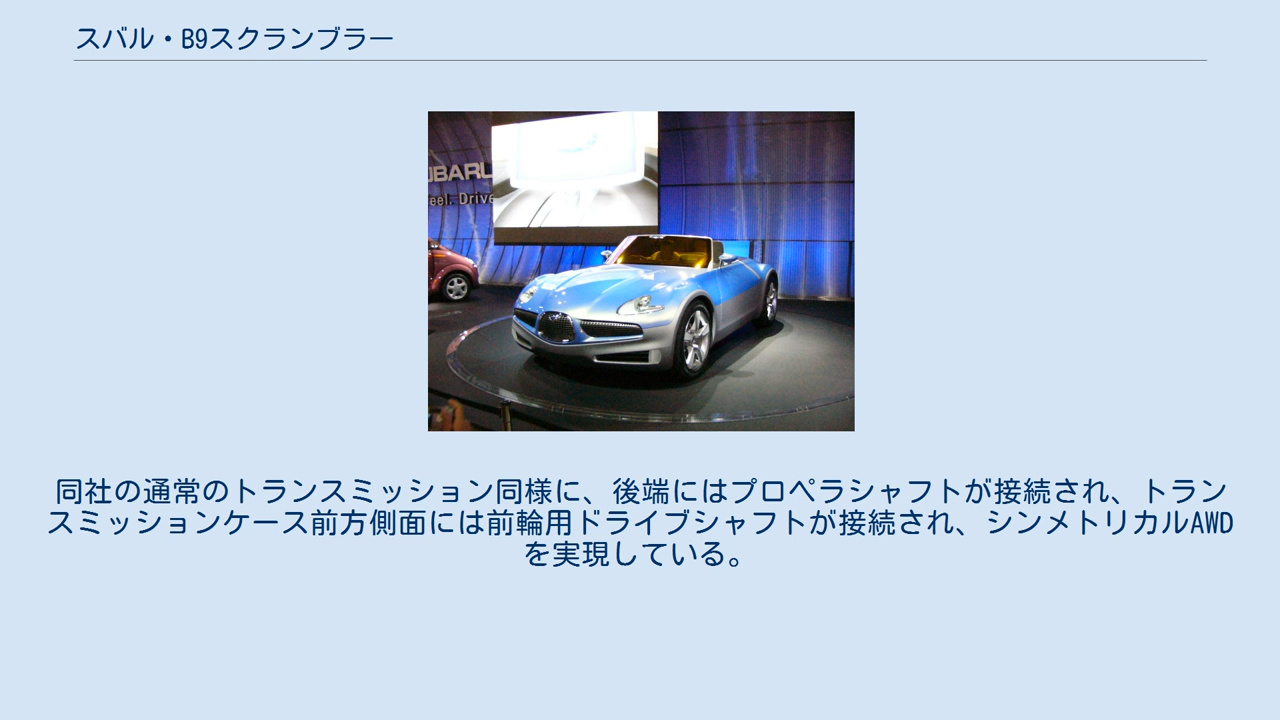 スバル・B9スクランブラー
UBARU
eel. Drive
同社の通常のトランスミッション同様に、後端にはプロペラシャフトが接続され、トラン
スミッションケース前方側面には前輪用ドライブシャフトが接続され、シンメトリカルAWD
を実現している。